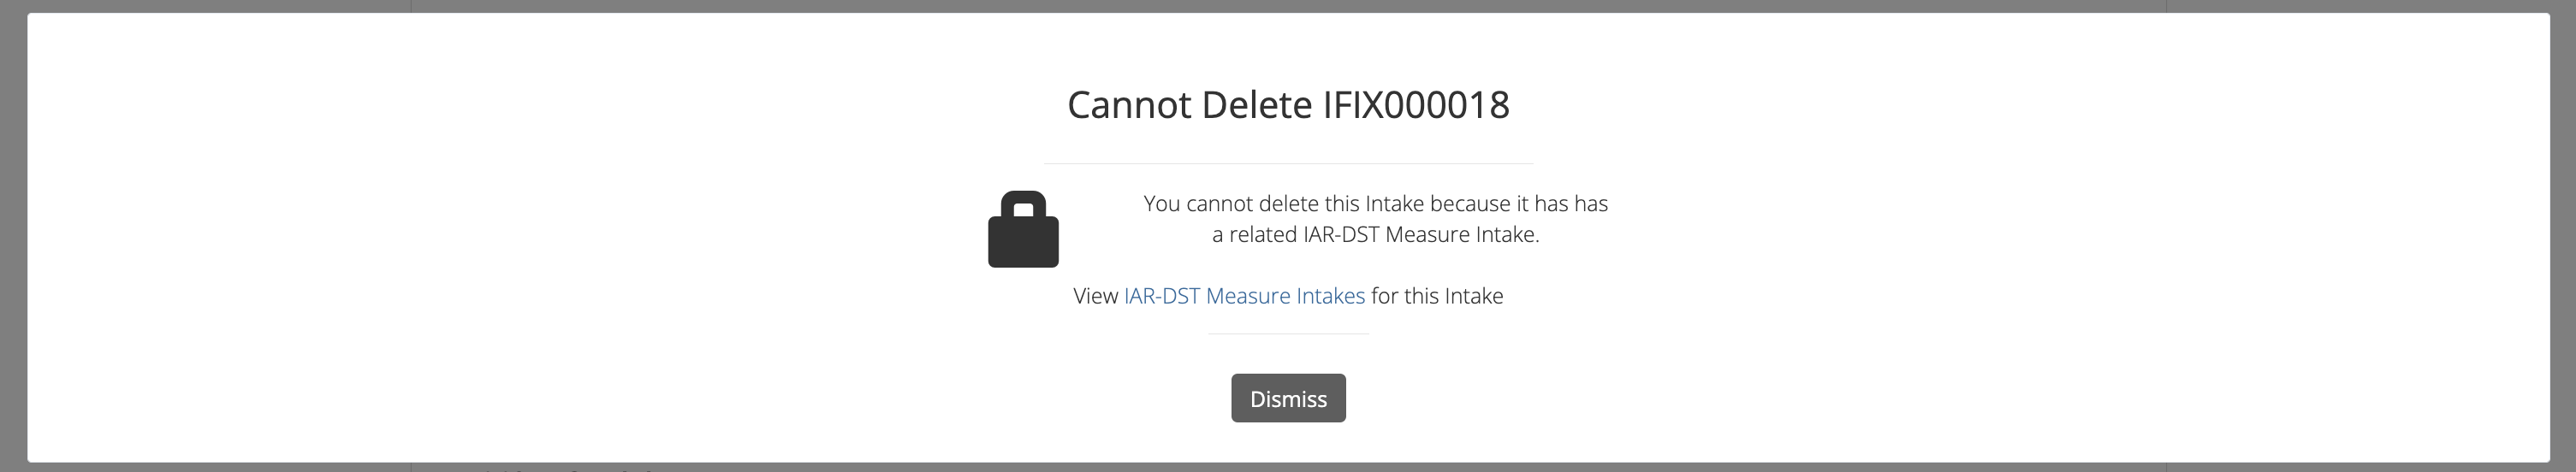 Cannot Delete IFIX000018
You cannot delete this Intake because it has has
a related IAR-DST Measure Intake.
View IAR-DST Measure Intakes for this Intake
Dismiss